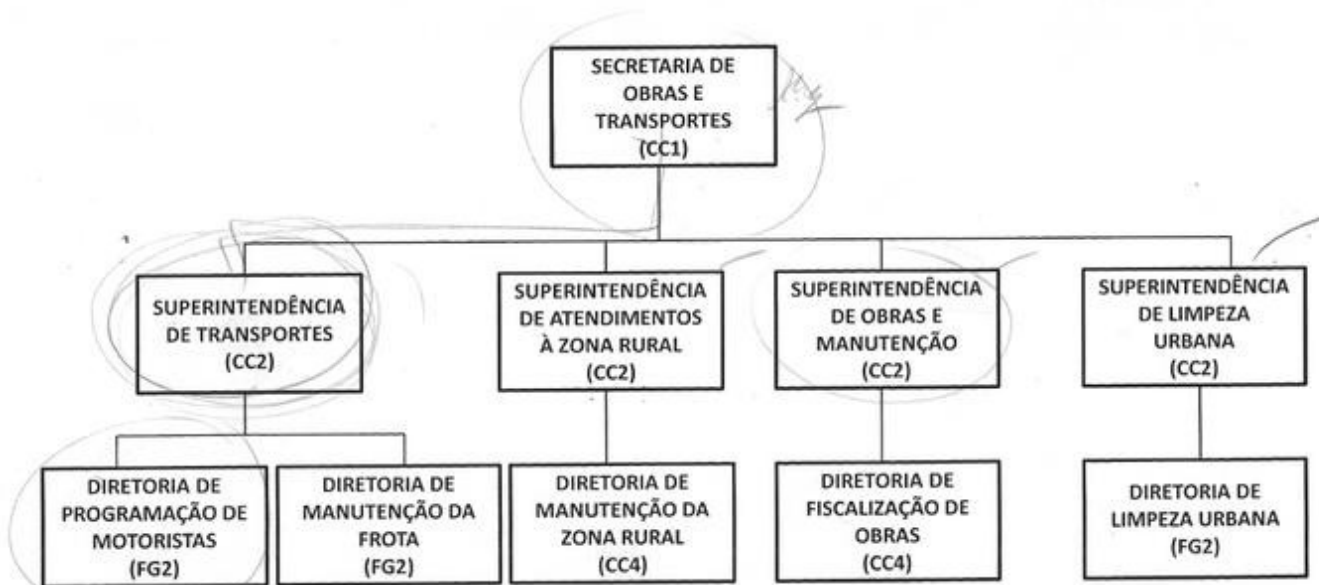 SECRETARIA DE
OBRAS E
TRANSPORTES
(CC1)
SUPERINTENDÊNCIA
DE TRANSPORTES
(CC2)
SUPERINTENDÊNCIA
DE ATENDIMENTOS
À ZONA RURAL
(CC2)
SUPERINTENDÊNCIA
DE OBRAS E
MANUTENÇÃO
(CC2)
SUPERINTENDÊNCIA
DE LIMPEZA
URBANA
(CC2)
DIRETORIA DE
PROGRAMAÇÃO DE
MOTORISTAS
(FG2)
DIRETORIA DE
MANUTENÇÃO DA
FROTA
(FG2)
DIRETORIA DE
MANUTENÇÃO DA
ZONA RURAL
(CC4)
DIRETORIA DE
FISCALIZAÇÃO DE
OBRAS
(CC4)
DIRETORIA DE
LIMPEZA URBANA
(FG2)